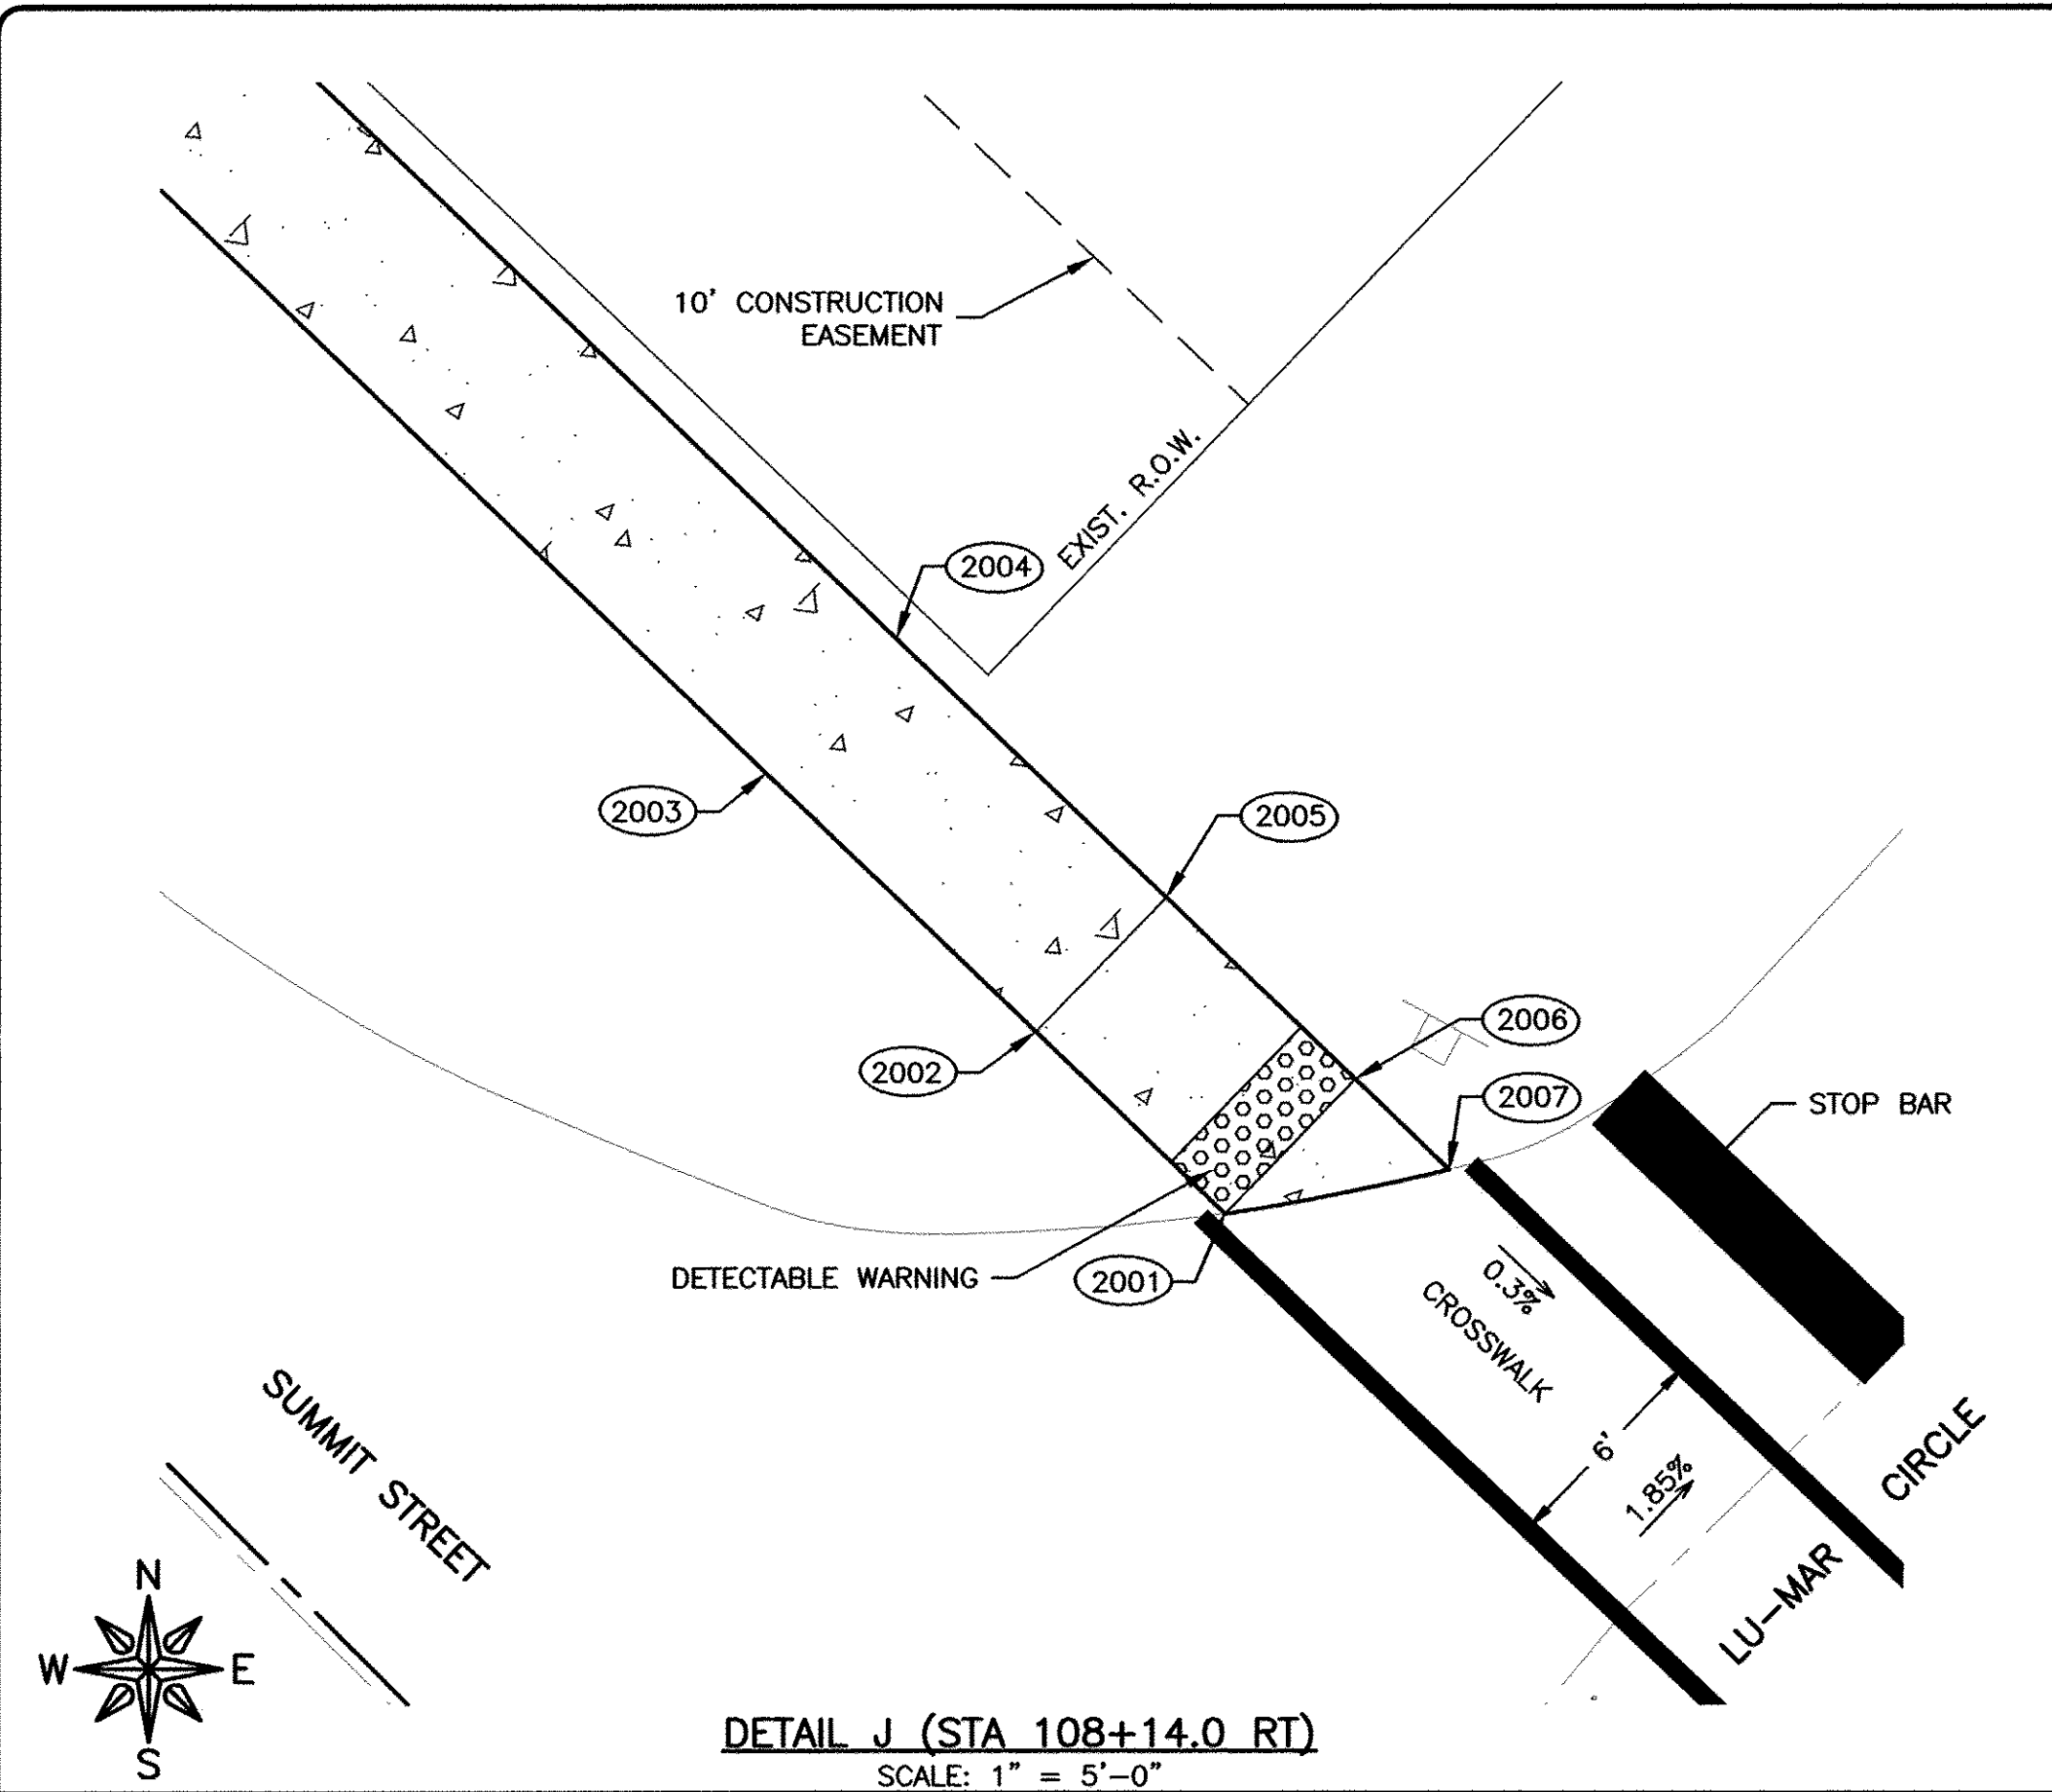 10' CONSTRUCTION
EASEMENT
EXIST. R.O.W.
2004
2003
2005
2002
2006
2007
STOP BAR
DETECTABLE WARNING
2001
0.3%
CROSSWALK
6'
1.85%
SUMMIT STREET
LU-MAR CIRCLE
N
W E
S
DETAIL J (STA 108+14.0 RT)
SCALE: 1" = 5'-0"